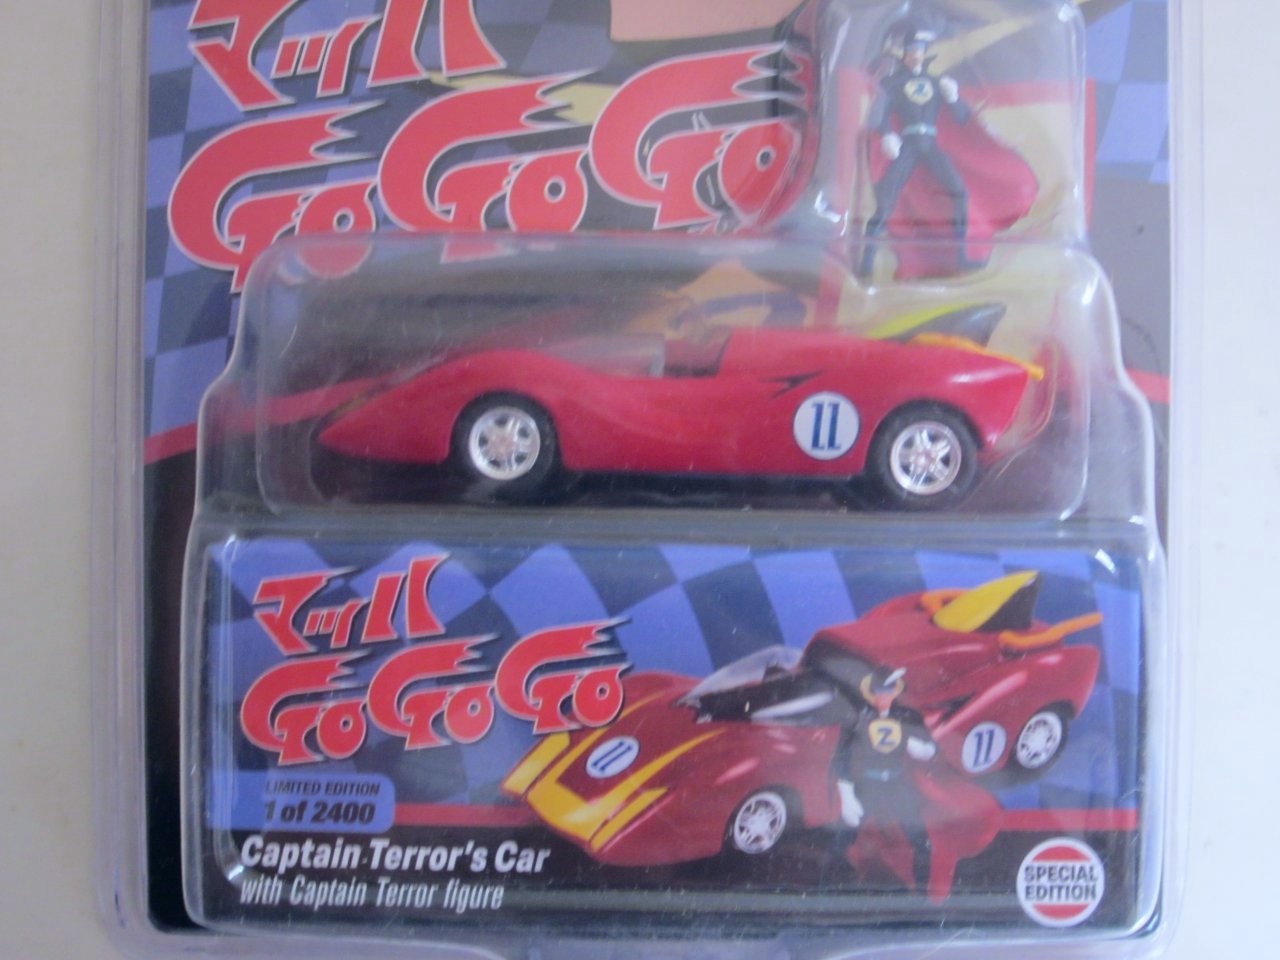 マッハ
GoGoGo
Z
11
マッハ
GoGoGo
11
Z
11
LIMITED EDITION
1 of 2400
Captain Terror's Car
with Captain Terror figure
SPECIAL
EDITION